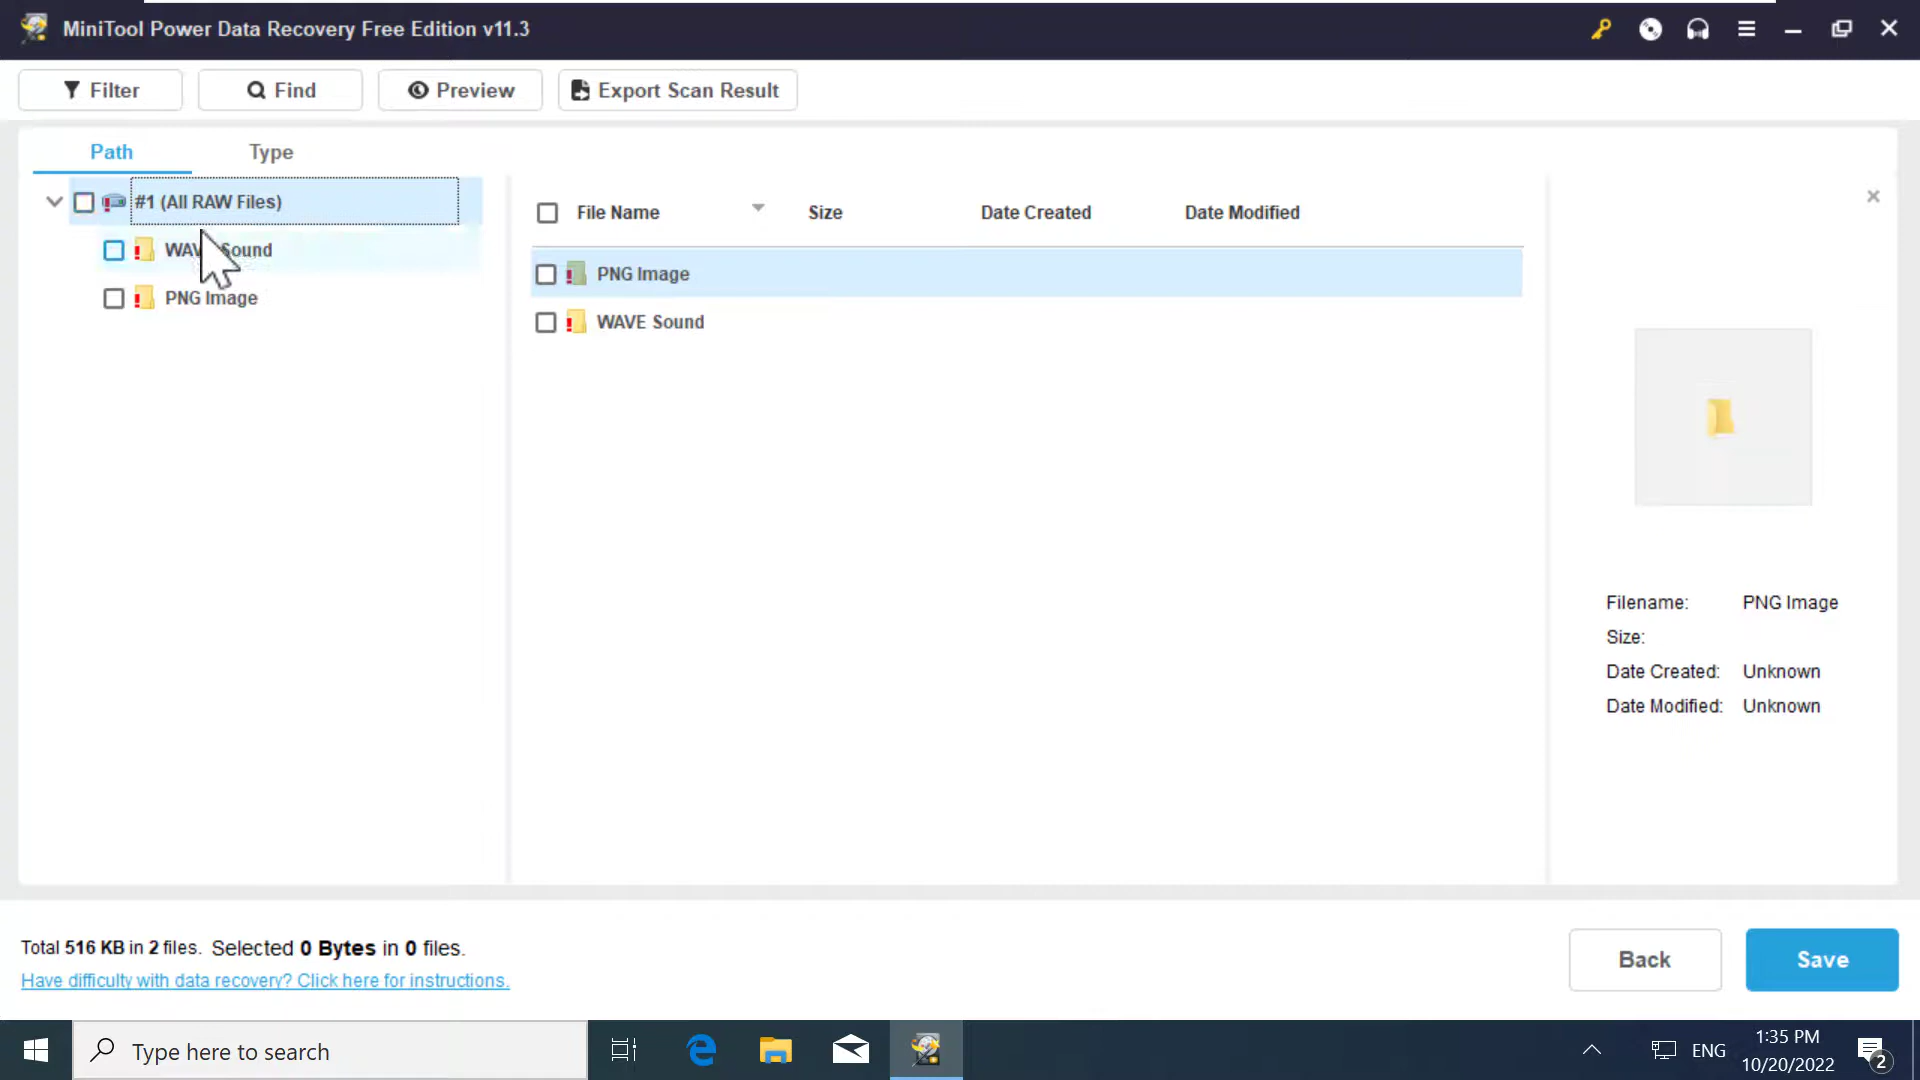 MiniTool Power Data Recovery Free Edition v11.3
Filter Find Preview Export Scan Result
Path Type
#1 (All RAW Files)
WAVE Sound
PNG Image
File Name Size Date Created Date Modified
PNG Image
WAVE Sound
Filename: PNG Image
Size:
Date Created: Unknown
Date Modified: Unknown
Total 516 KB in 2 files. Selected 0 Bytes in 0 files.
Have difficulty with data recovery? Click here for instructions.
Back Save
Type here to search
ENG
1:35 PM
10/20/2022
2